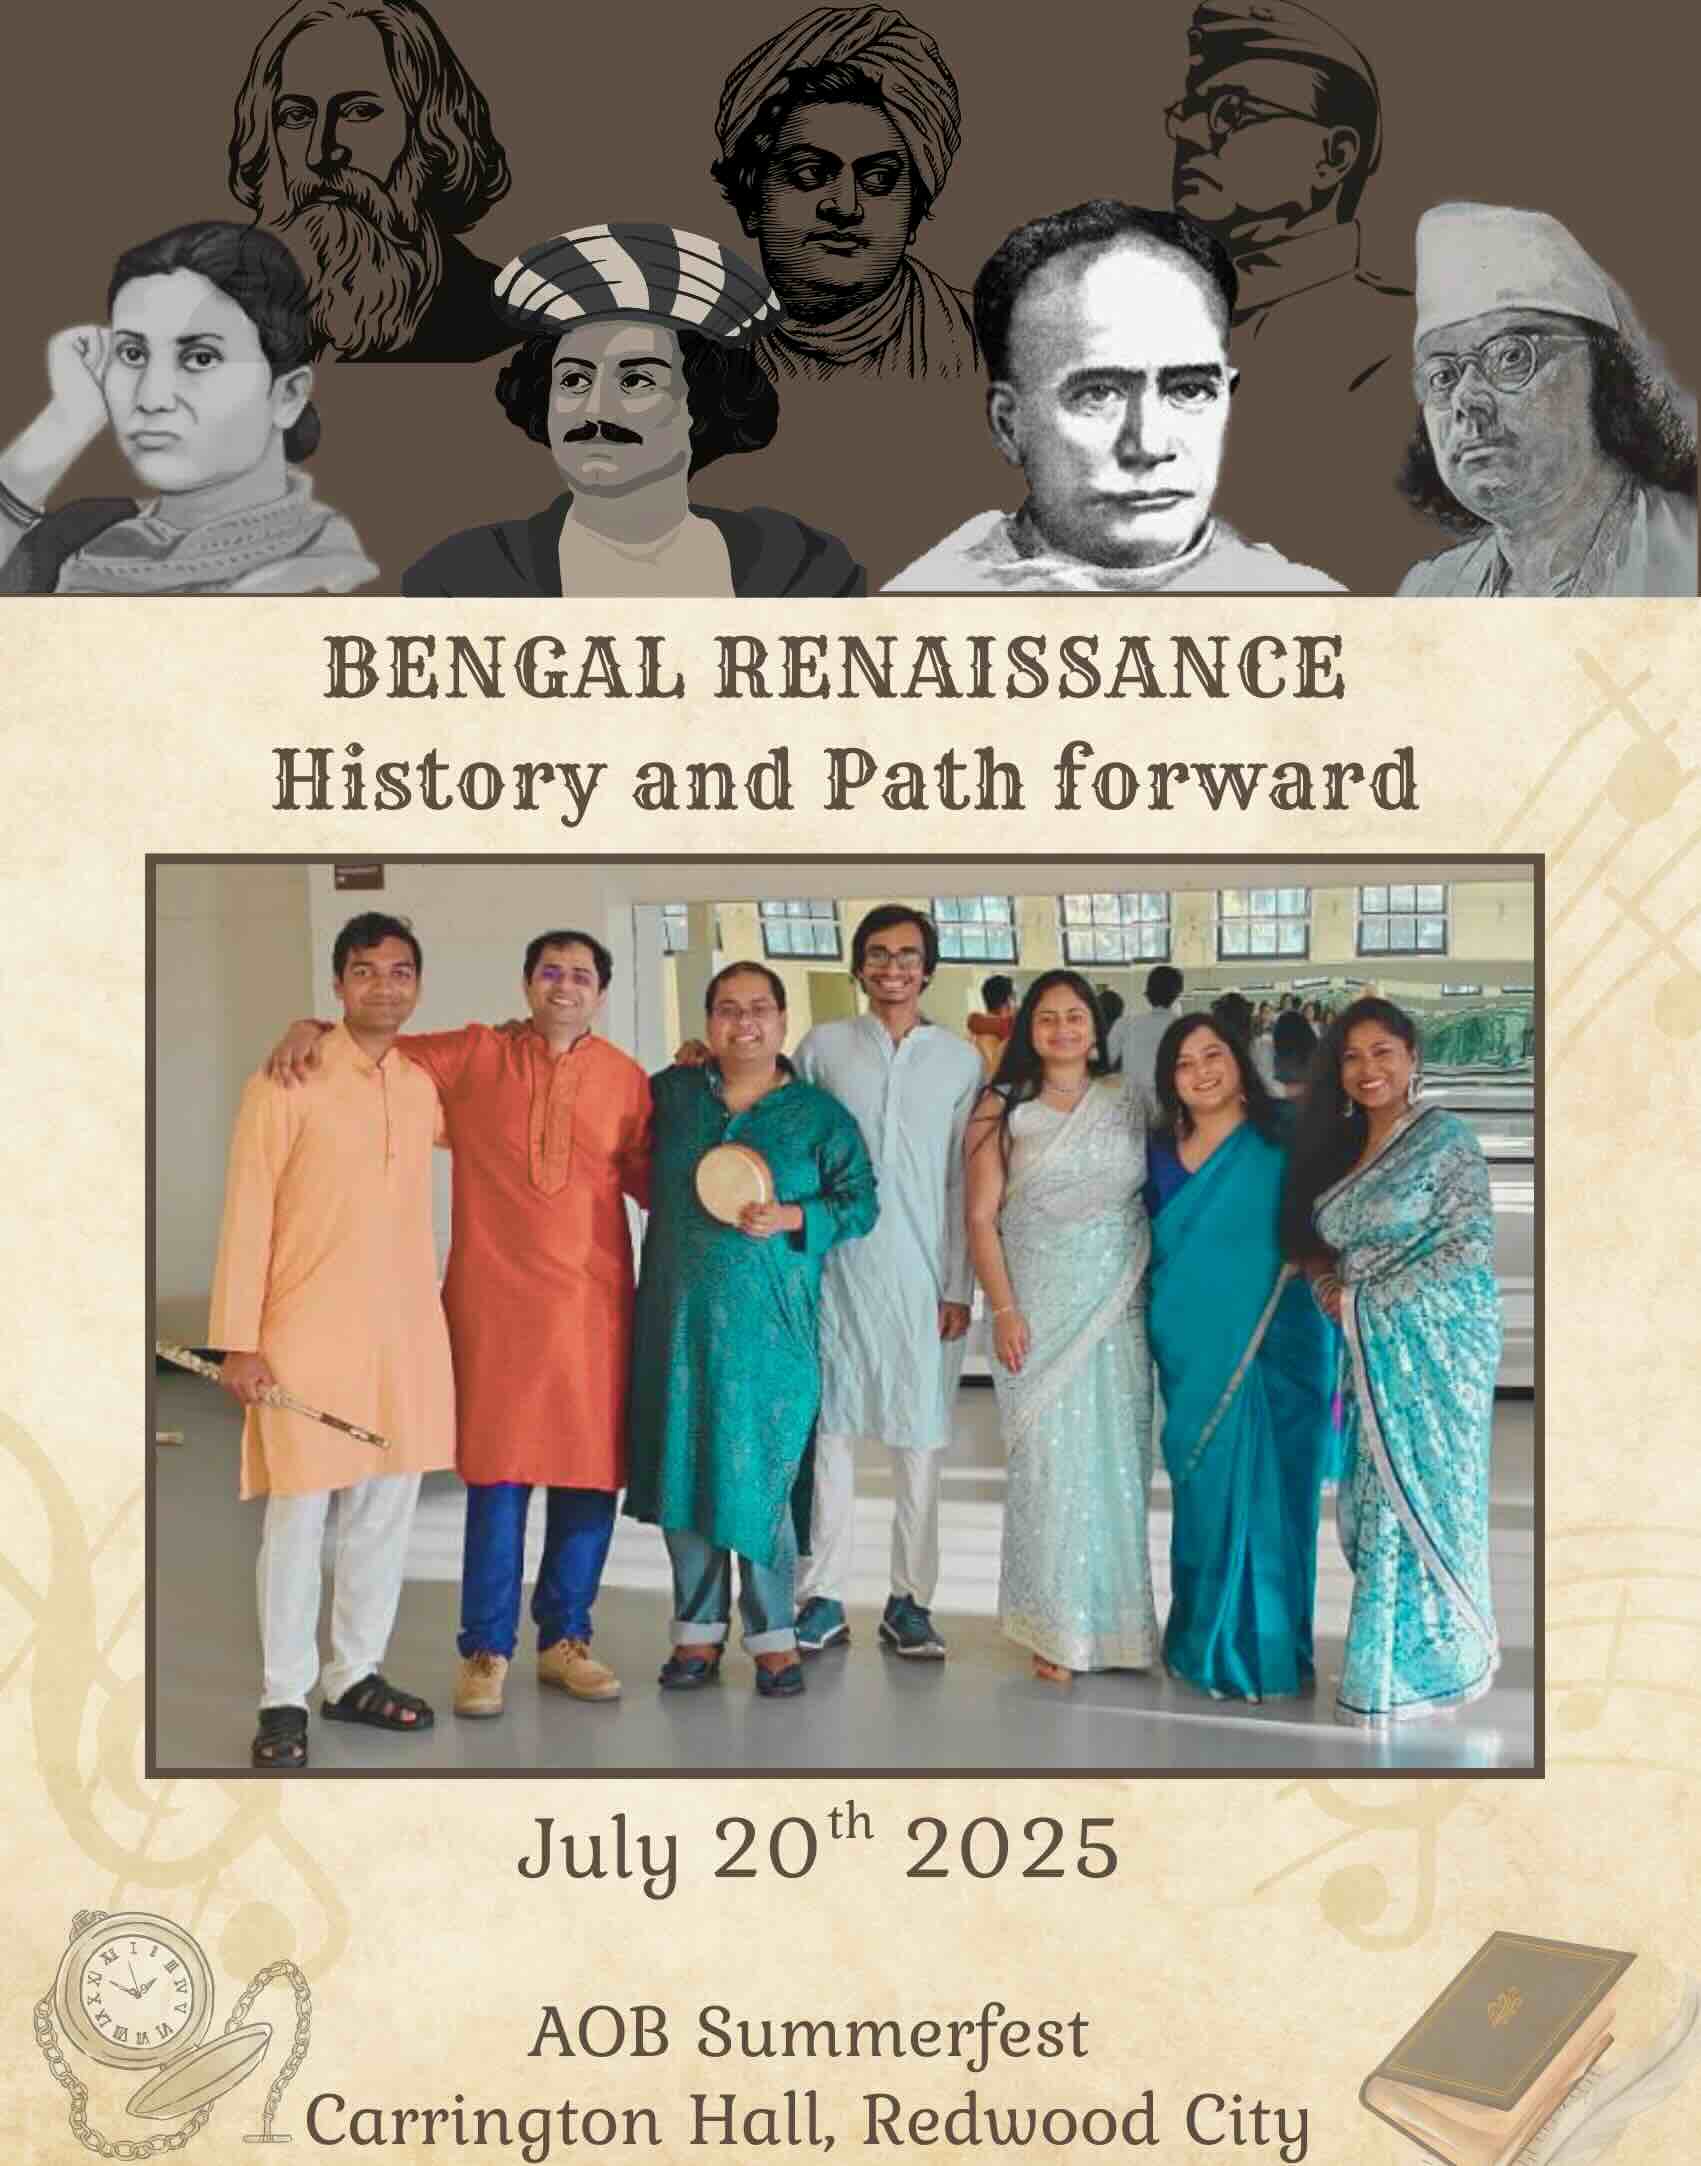 BENGAL RENAISSANCE
History and Path forward
July 20th 2025
AOB Summerfest
Carrington Hall, Redwood City